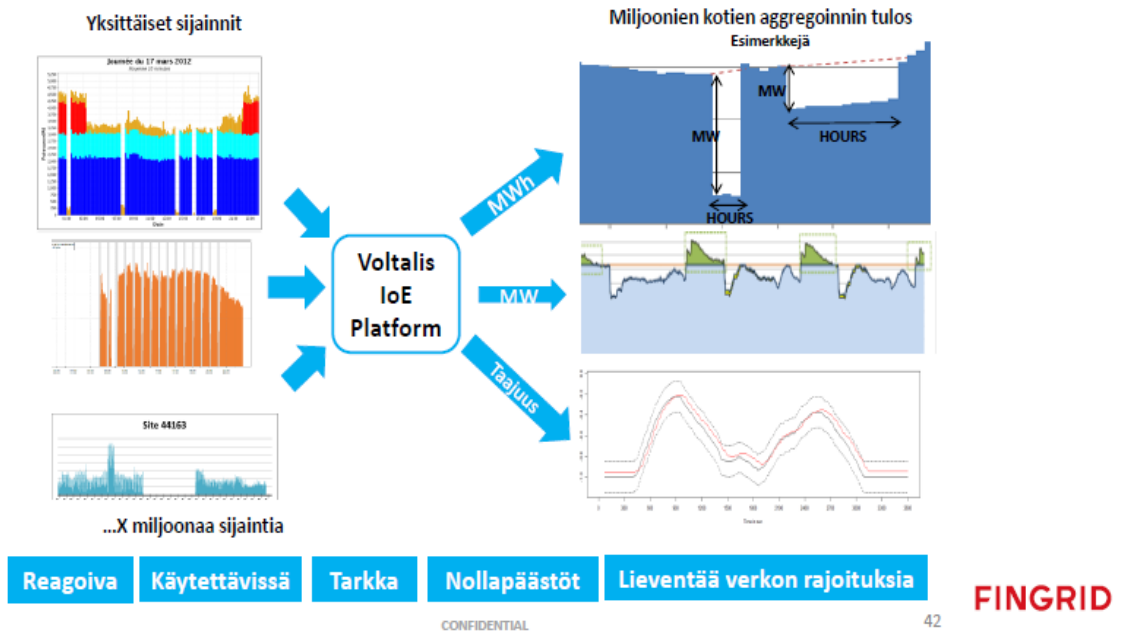 Yksittäiset sijainnit
Miljoonien kotien aggregoinnin tulos
Esimerkkejä
Journée du 17 mars 2012
MW
HOURS
MW
HOURS
MWh
Voltalis
IoE
Platform
MW
Taajuus
Site 44163
...X miljoonaa sijaintia
Reagoiva
Käytettävissä
Tarkka
Nollapäästöt
Lieventää verkon rajoituksia
FINGRID
CONFIDENTIAL
42